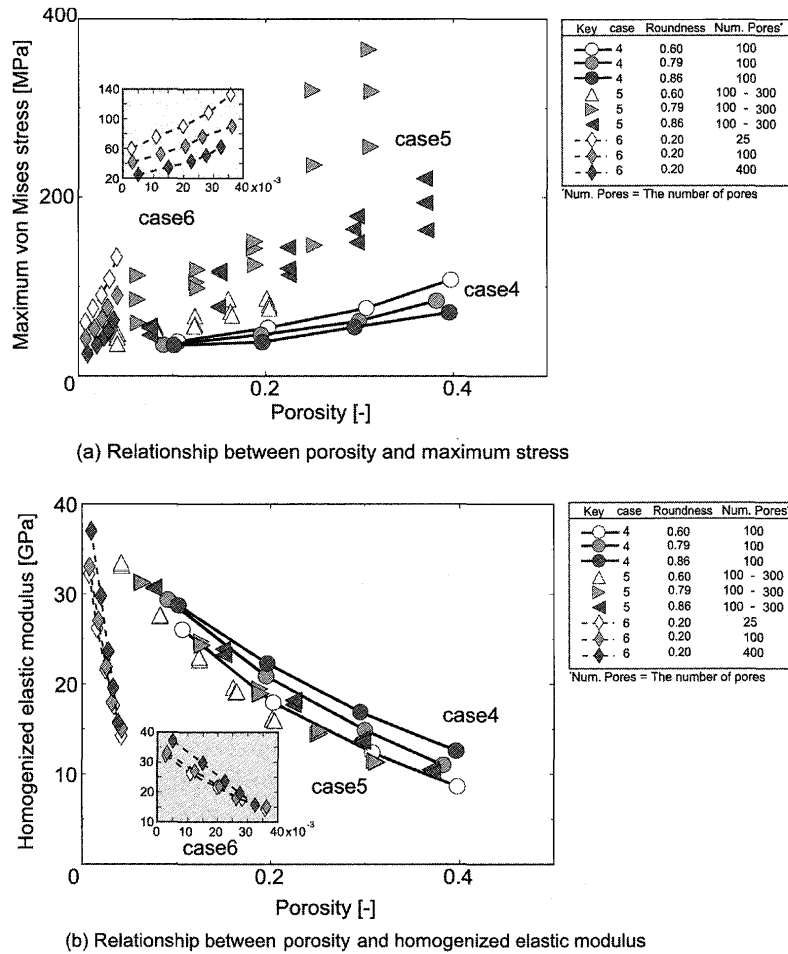 400
200
0
Maximum von Mises stress [MPa]
140
100
60
20
0 10 20 30 40 x10⁻³
case6
case5
case4
0.2 0.4
Porosity [-]
Key case Roundness Num. Pores*
4 0.60 100
4 0.79 100
4 0.86 100
5 0.60 100 - 300
5 0.79 100 - 300
5 0.86 100 - 300
6 0.20 25
6 0.20 100
6 0.20 400
*Num. Pores = The number of pores
(a) Relationship between porosity and maximum stress
40
30
20
10
0
Homogenized elastic modulus [GPa]
case4
case5
40
30
20
10
0 10 20 30 40x10⁻³
case6
0.2 0.4
Porosity [-]
Key case Roundness Num. Pores*
4 0.60 100
4 0.79 100
4 0.86 100
5 0.60 100 - 300
5 0.79 100 - 300
5 0.86 100 - 300
6 0.20 25
6 0.20 100
6 0.20 400
*Num. Pores = The number of pores
(b) Relationship between porosity and homogenized elastic modulus